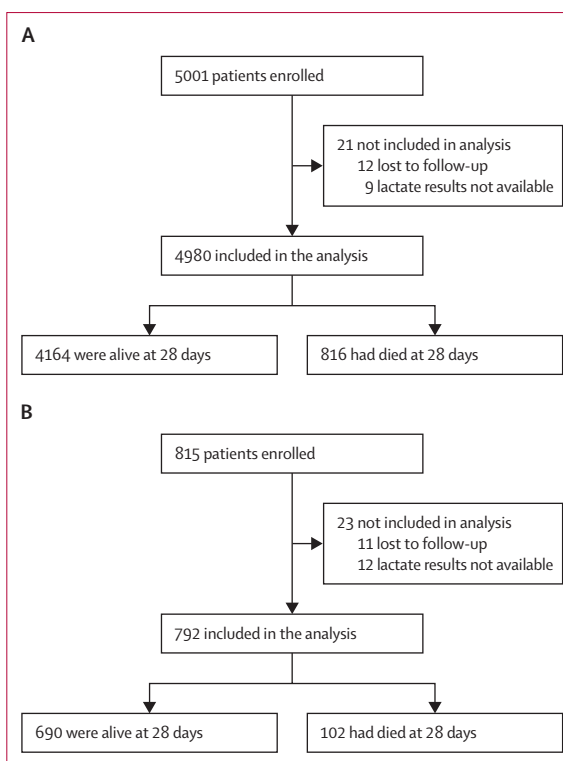 A
5001 patients enrolled
21 not included in analysis
12 lost to follow-up
9 lactate results not available
4980 included in the analysis
4164 were alive at 28 days
816 had died at 28 days
B
815 patients enrolled
23 not included in analysis
11 lost to follow-up
12 lactate results not available
792 included in the analysis
690 were alive at 28 days
102 had died at 28 days